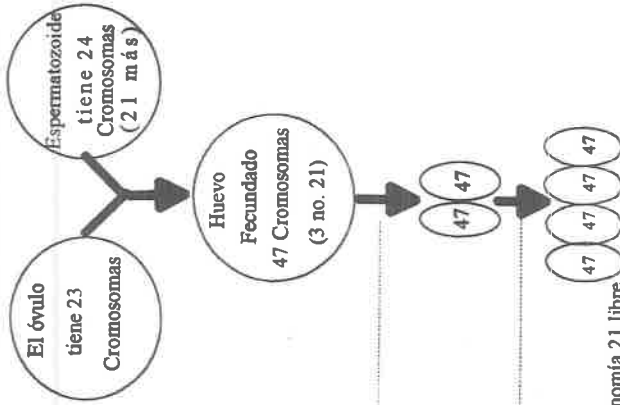 El óvulo
tiene 23
Cromosomas
Espermatozoide
tiene 24
Cromosomas
(21 más)
Huevo
Fecundado
47 Cromosomas
(3 no. 21)
47 47
47 47 47 47
21 libre